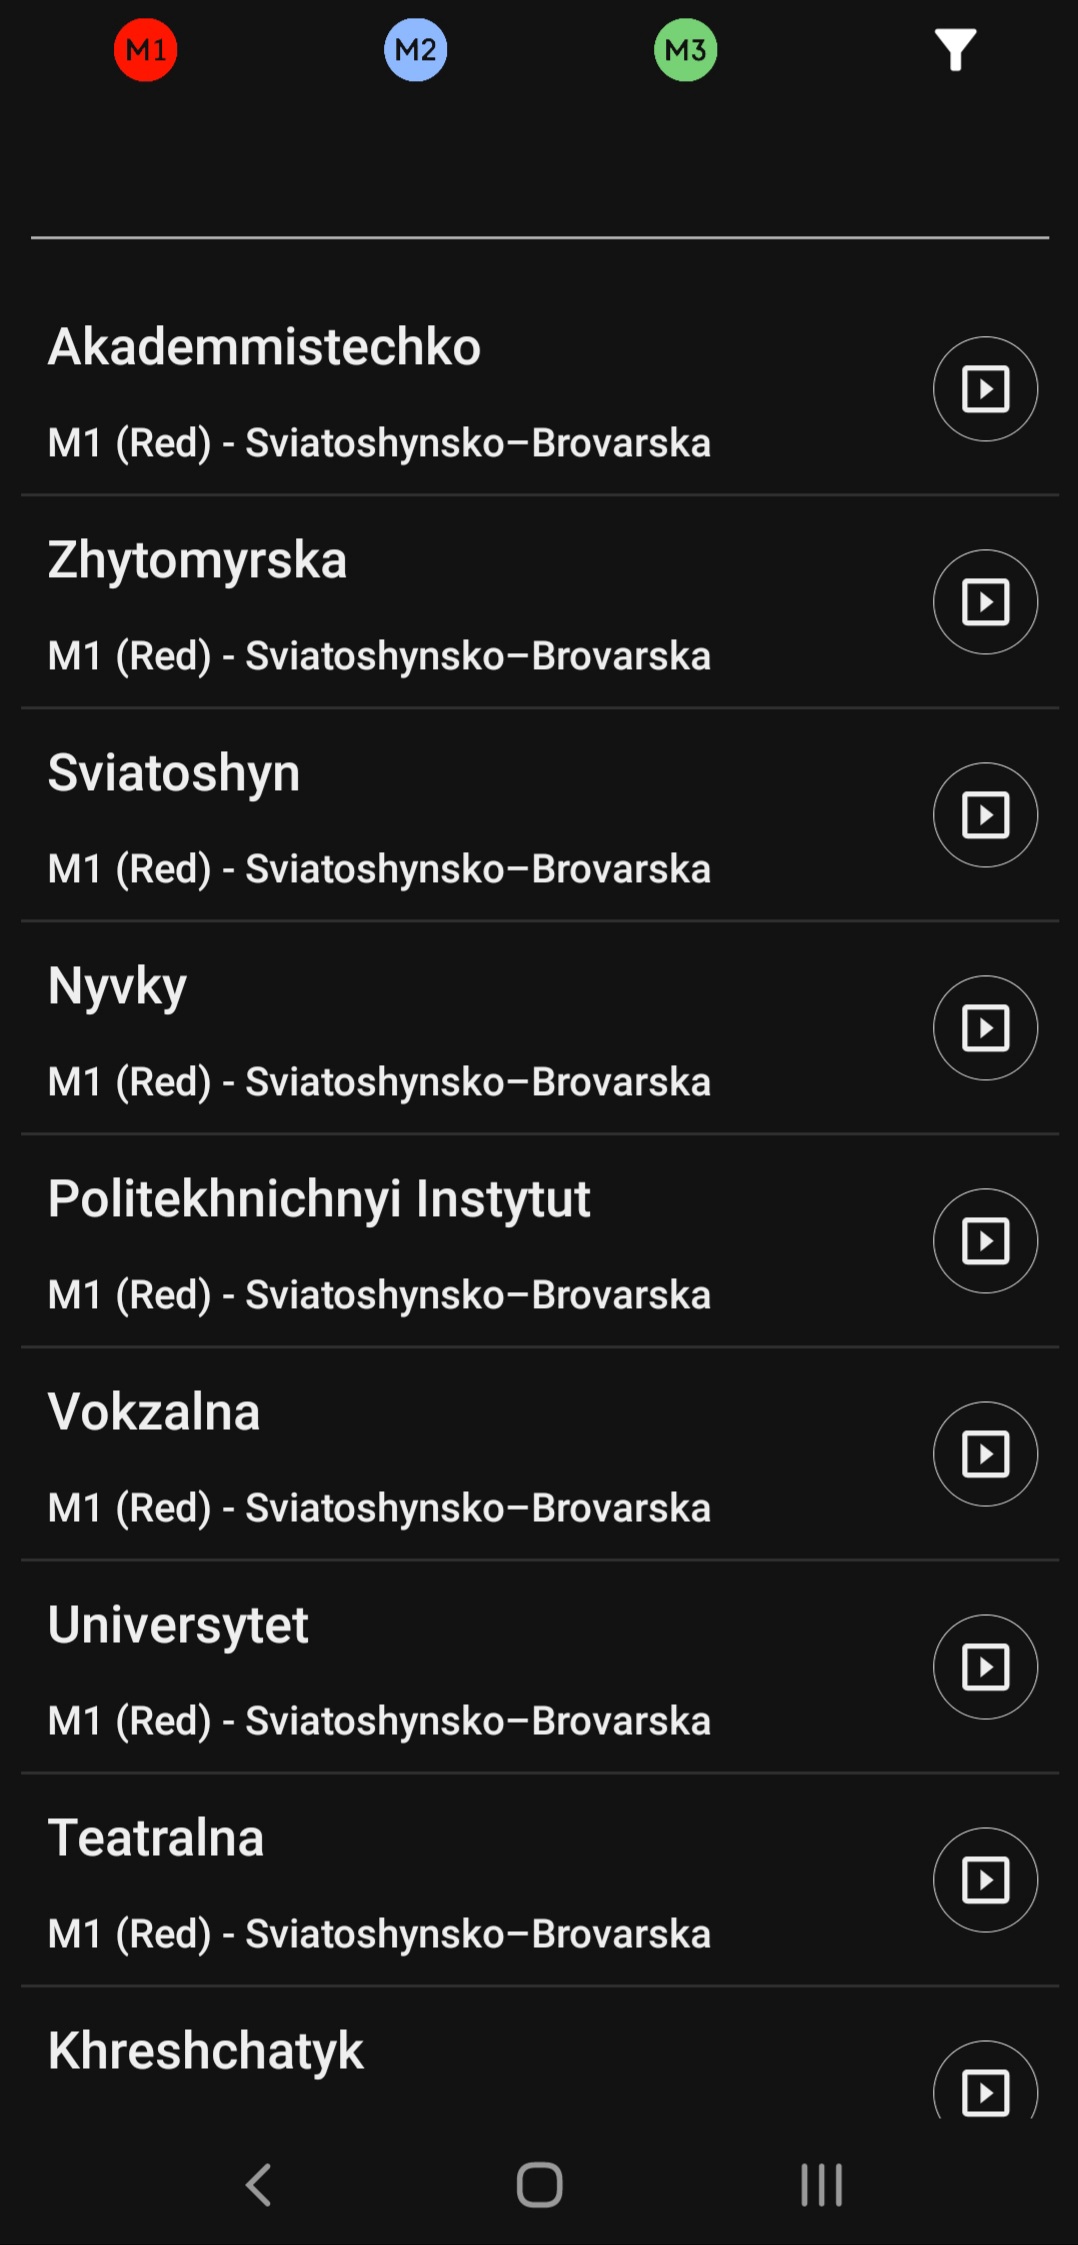 M1 M2 M3
Akademmistechko
M1 (Red) - Sviatoshynsko–Brovarska
Zhytomyrska
M1 (Red) - Sviatoshynsko–Brovarska
Sviatoshyn
M1 (Red) - Sviatoshynsko–Brovarska
Nyvky
M1 (Red) - Sviatoshynsko–Brovarska
Politekhnichnyi Instytut
M1 (Red) - Sviatoshynsko–Brovarska
Vokzalna
M1 (Red) - Sviatoshynsko–Brovarska
Universytet
M1 (Red) - Sviatoshynsko–Brovarska
Teatralna
M1 (Red) - Sviatoshynsko–Brovarska
Khreshchatyk